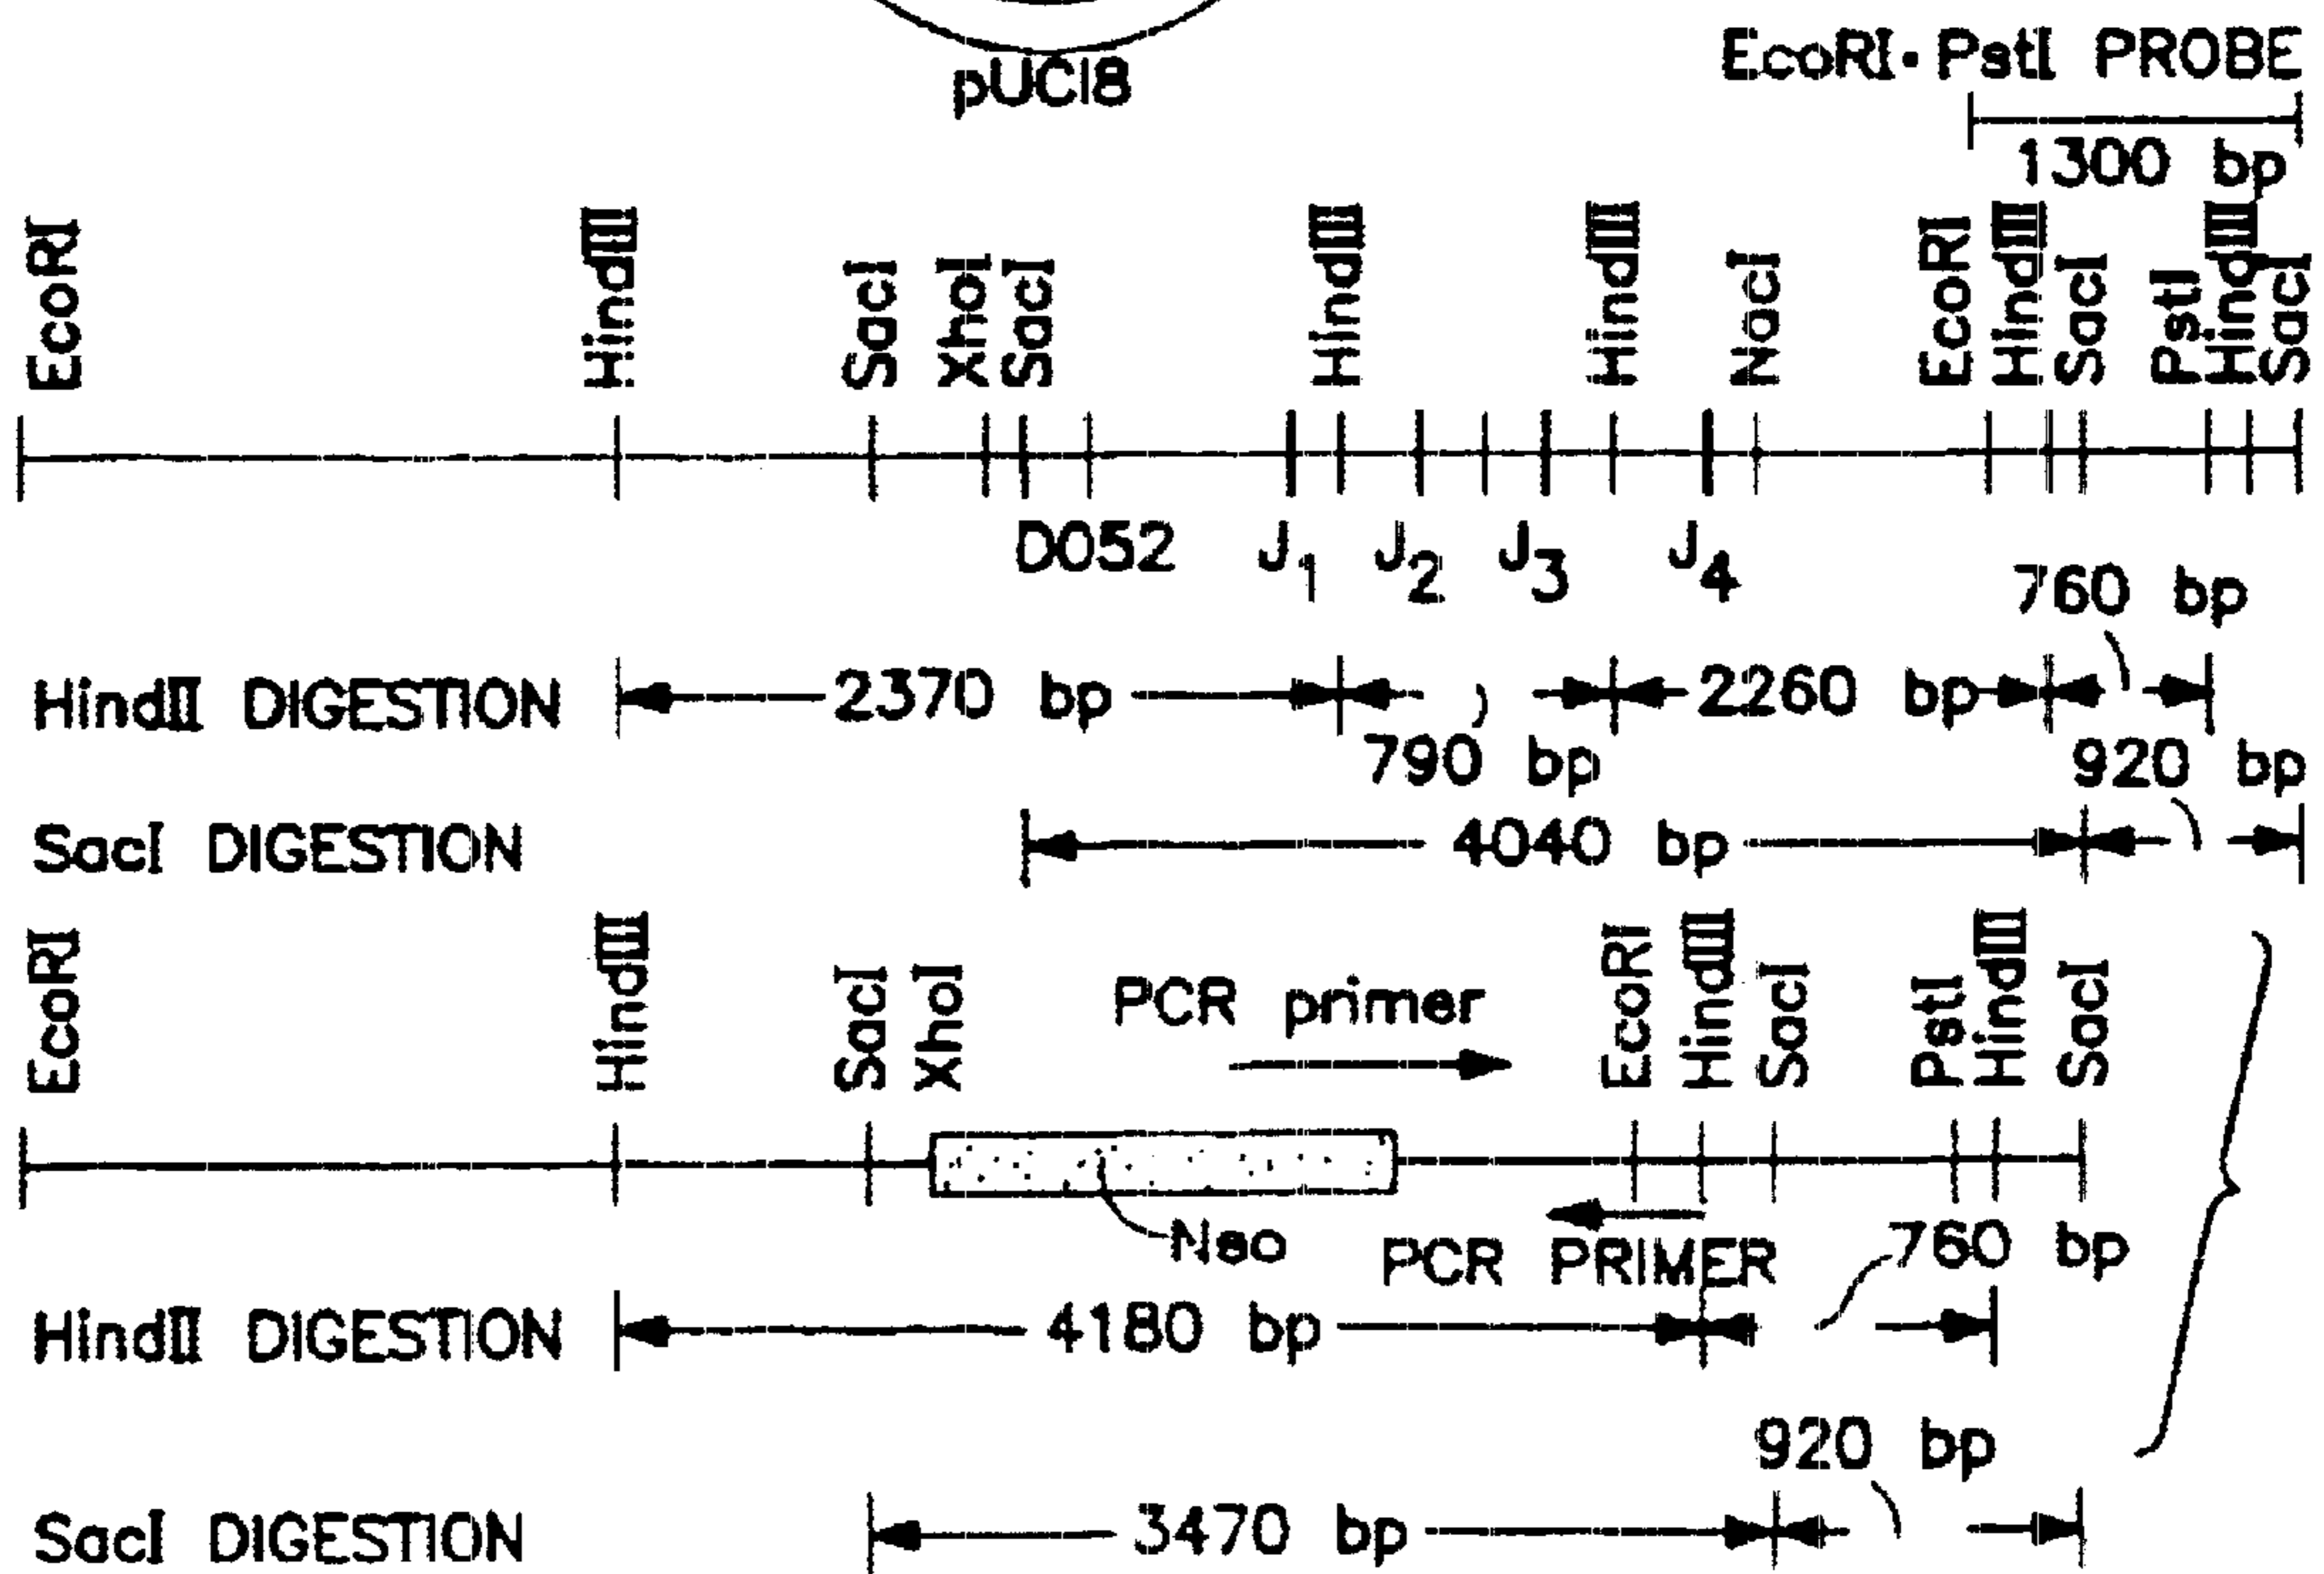 pUC18
EcoRI·PstI PROBE
1300 bp
EcoRI HindIII SacI XhoI SacI HindIII HindIII NacI EcoRI HindIII SacI PstI HindIII SacI
D052 J1 J2 J3 J4
760 bp
HindII DIGESTION 2370 bp 2260 bp
790 bp 920 bp
SacI DIGESTION 4040 bp
EcoRI HindIII SacI XhoI PCR primer EcoRI HindIII SacI PstI HindIII SacI
Neo PCR PRIMER 760 bp
HindII DIGESTION 4180 bp
920 bp
SacI DIGESTION 3470 bp